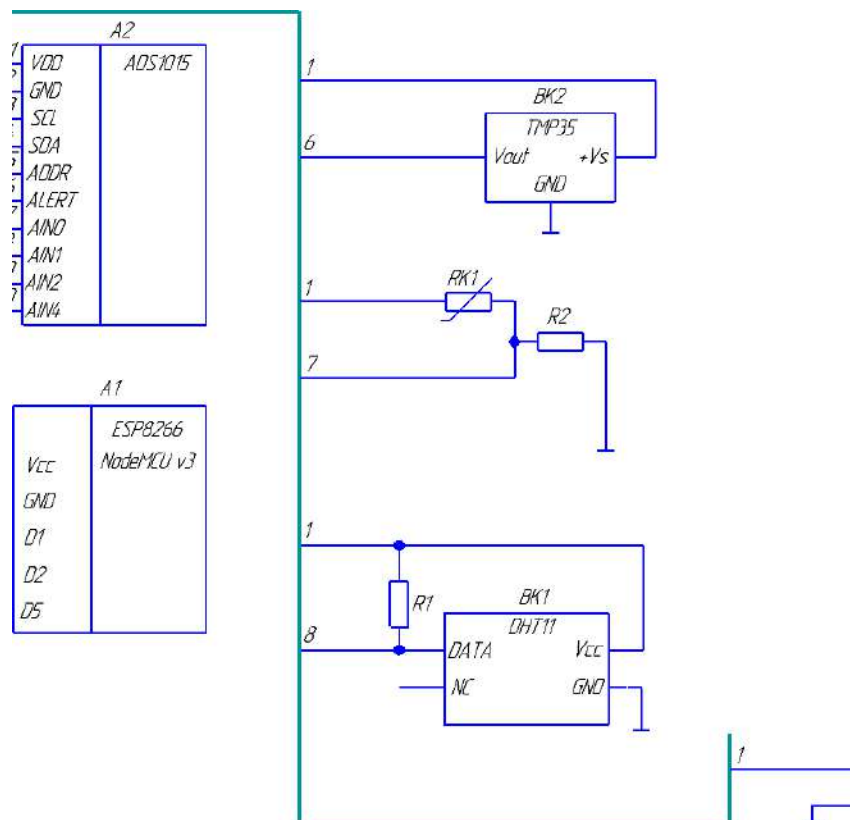 A2
ADS1015
VDD
GND
SCL
SDA
ADDR
ALERT
AIN0
AIN1
AIN2
AIN4
1
BK2
TMP35
6
Vout
+Vs
GND
1
RK1
R2
7
A1
ESP8266
NodeMCU v3
Vcc
GND
D1
D2
D5
1
R1
BK1
DHT11
8
DATA
Vcc
NC
GND
1